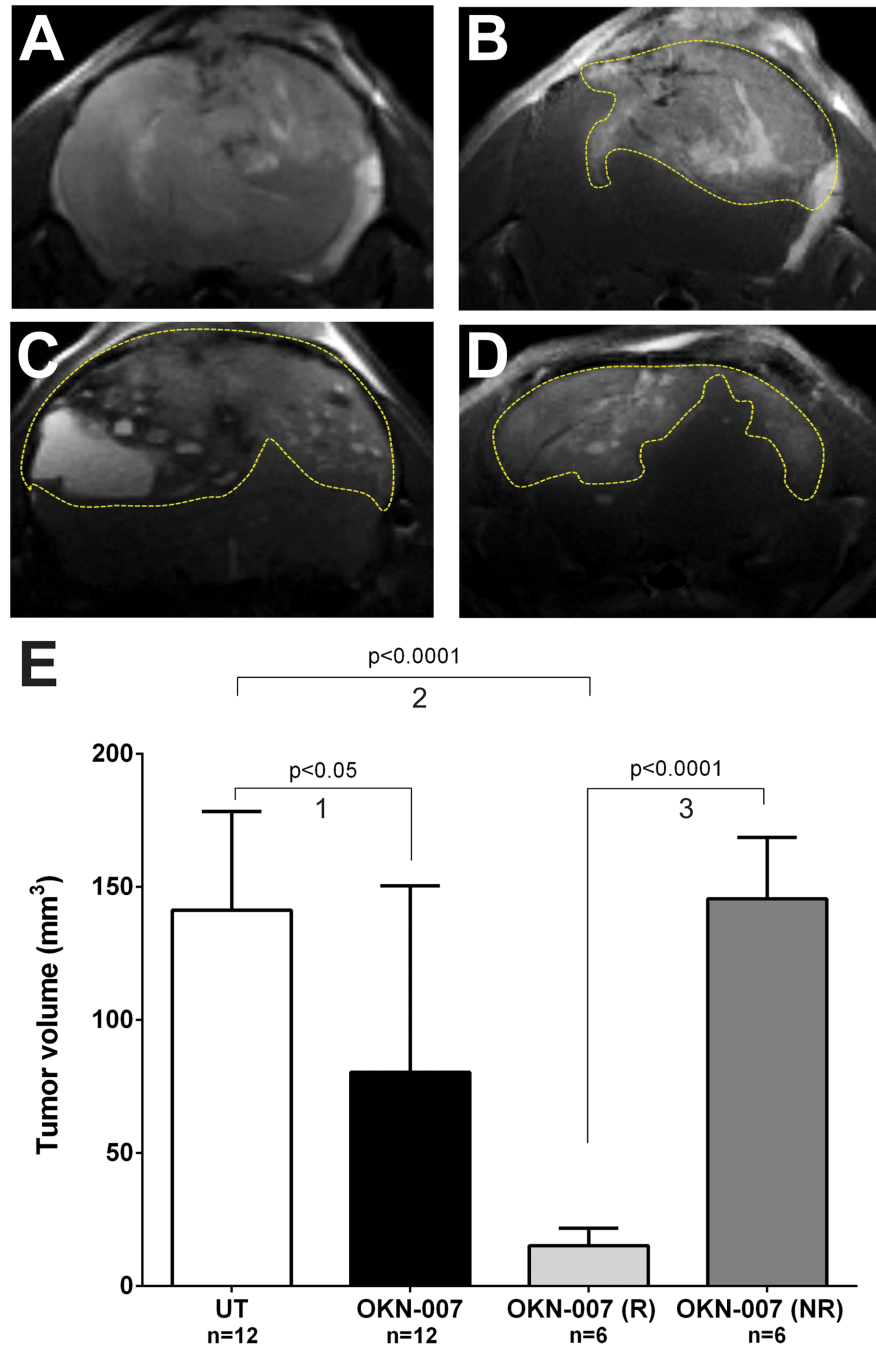 A
B
C
D
E
p<0.0001
2
200
p<0.05
p<0.0001
1
3
150
Tumor volume (mm³)
100
50
0
UT
OKN-007
OKN-007 (R)
OKN-007 (NR)
n=12
n=12
n=6
n=6